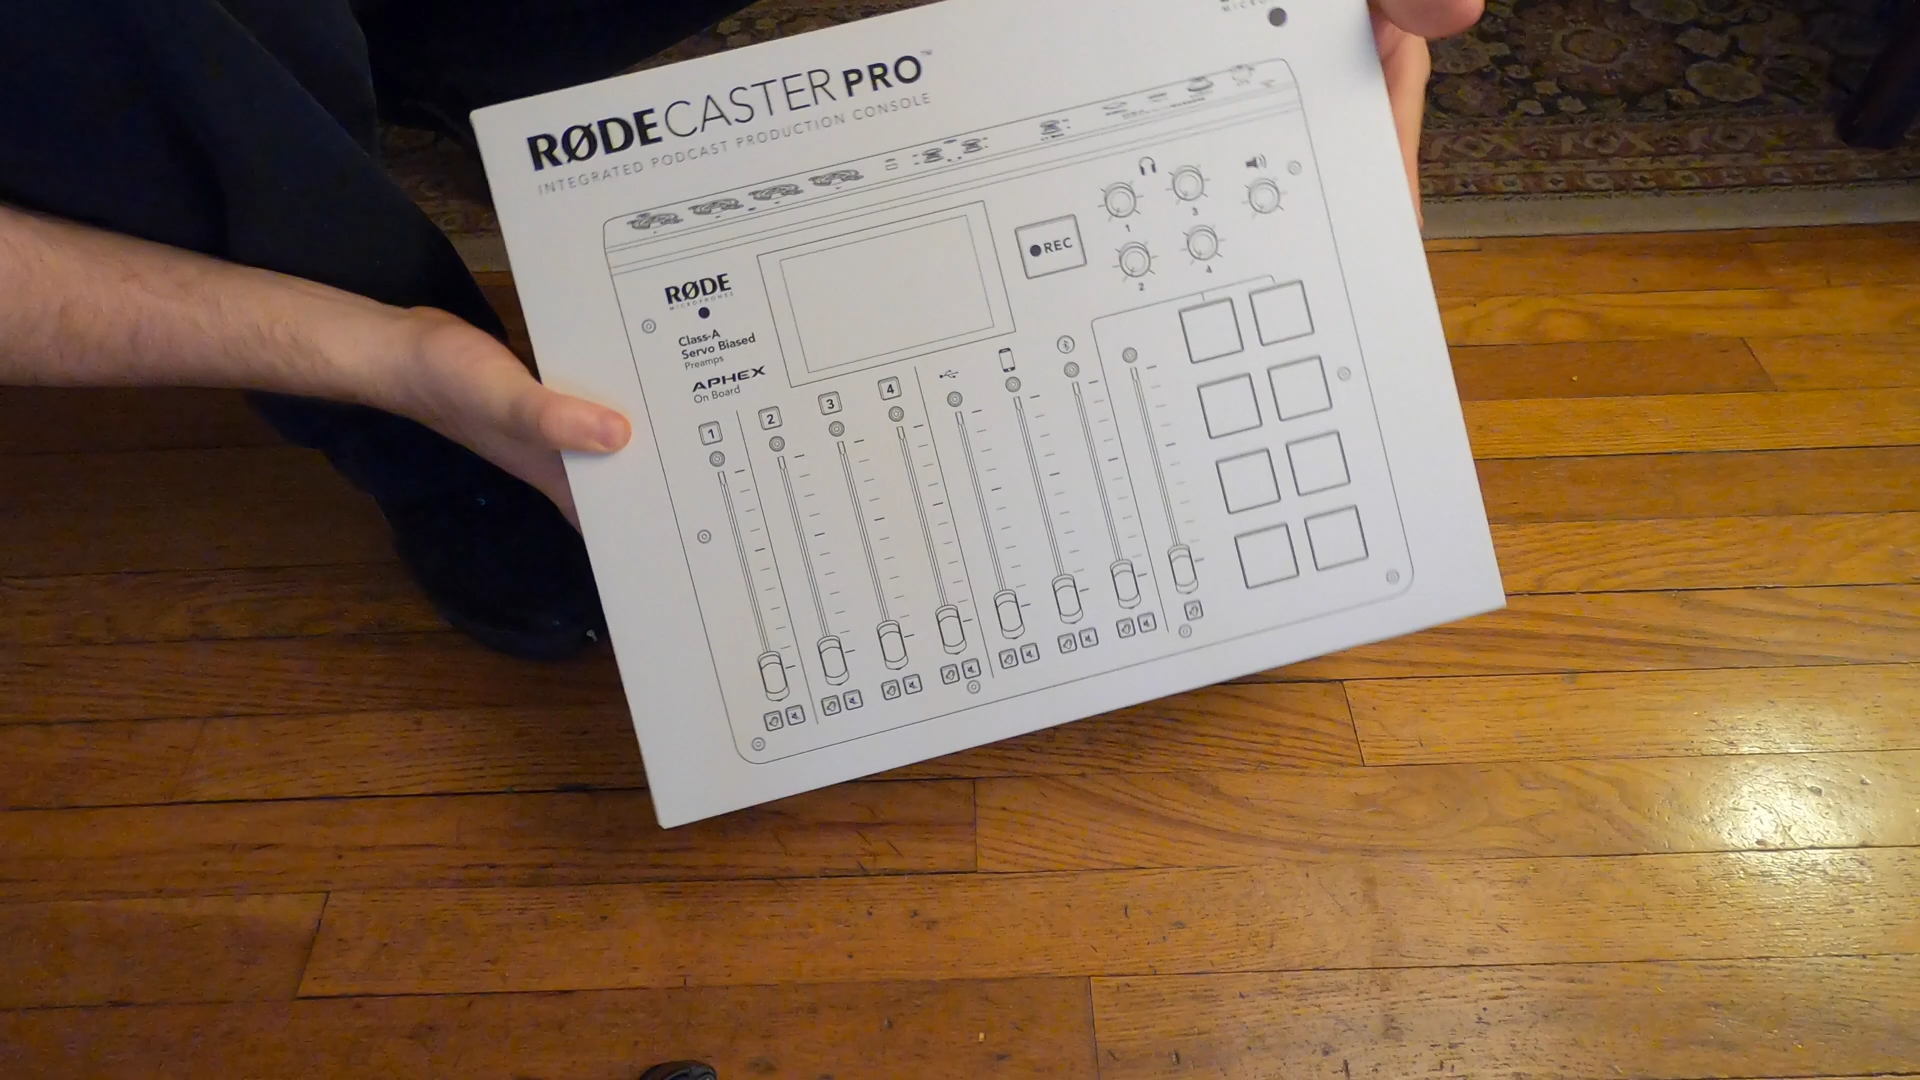 RØDECASTER PRO™
INTEGRATED PODCAST PRODUCTION CONSOLE
RØDE
MICROPHONES
Class-A
Servo Biased
Preamps
APHEX
On Board
REC
1
3
2
4
1
2
3
4